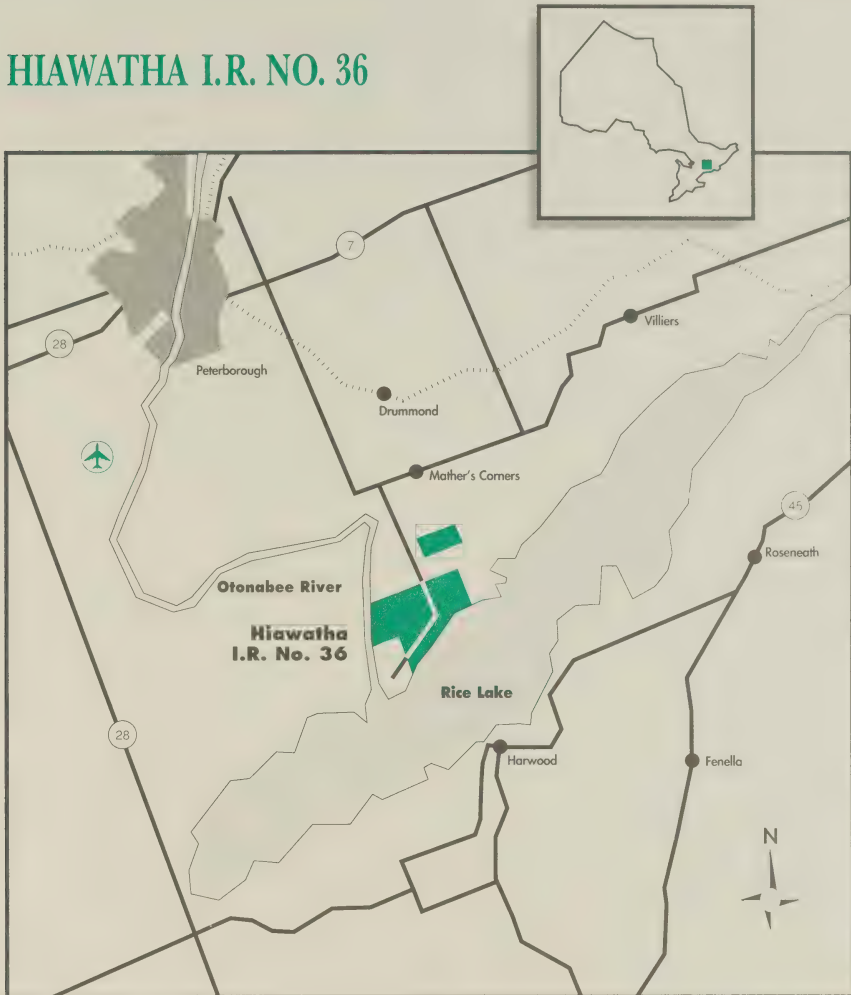 HIAWATHA I.R. NO. 36
7
28
Villiers
Peterborough
Drummond
Mather's Corners
45
Roseneath
Otonabee River
Hiawatha
I.R. No. 36
Rice Lake
28
Harwood
Fenella
N